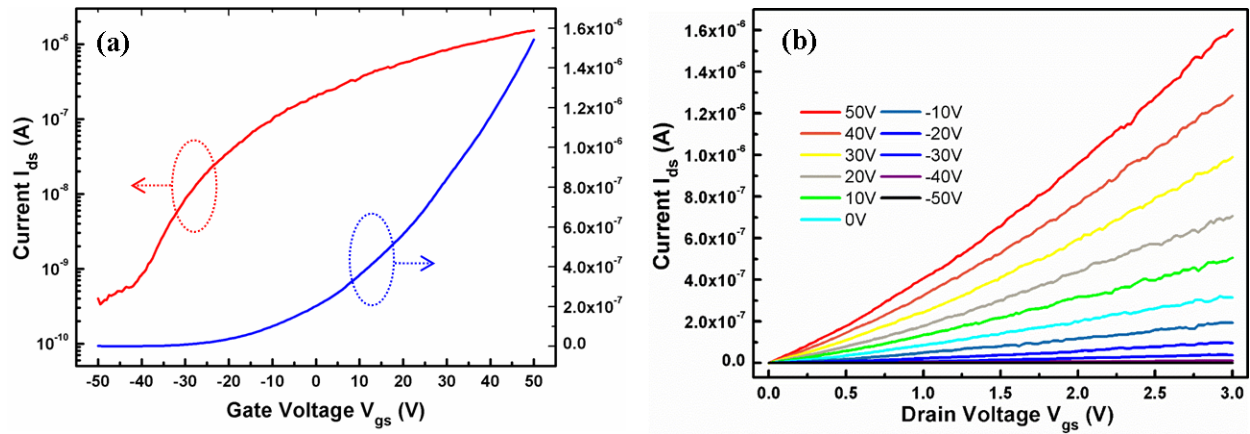 (a)
Current I_ds (A)
10^-6
10^-7
10^-8
10^-9
10^-10
1.6x10^-6
1.4x10^-6
1.2x10^-6
1.0x10^-6
8.0x10^-7
6.0x10^-7
4.0x10^-7
2.0x10^-7
0.0
-50 -40 -30 -20 -10 0 10 20 30 40 50
Gate Voltage V_gs (V)
(b)
Current I_ds (A)
1.6x10^-6
1.2x10^-6
1.0x10^-6
8.0x10^-7
6.0x10^-7
4.0x10^-7
2.0x10^-7
0.0
50V -10V
40V -20V
30V -30V
20V -40V
10V -50V
0V
0.0 0.5 1.0 1.5 2.0 2.5 3.0
Drain Voltage V_gs (V)